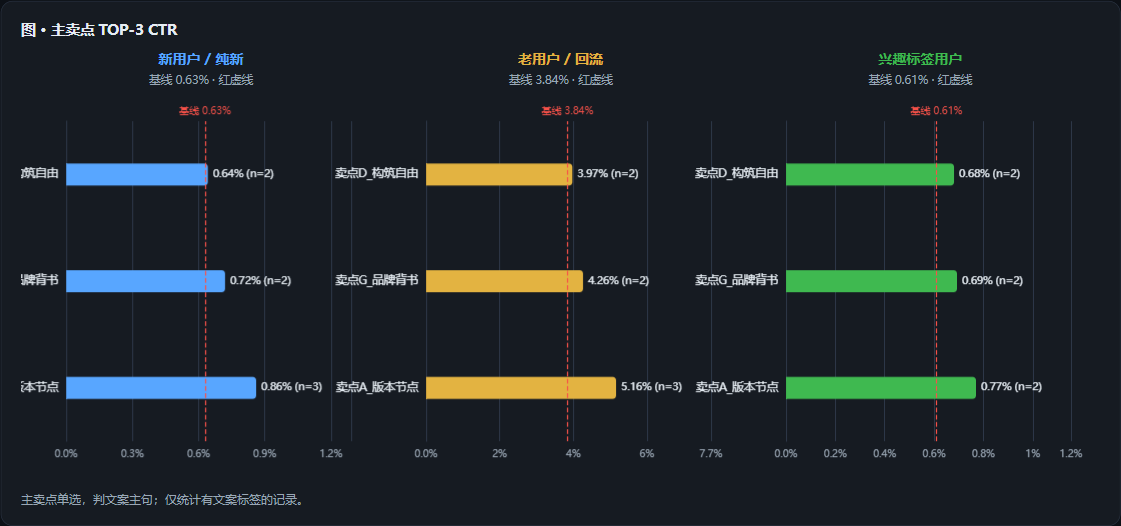 图 • 主卖点 TOP-3 CTR
新用户 / 纯新
基线 0.63% · 红虚线
基线 0.63%
筑自由
0.64% (n=2)
牌背书
0.72% (n=2)
本节点
0.86% (n=3)
0.0% 0.3% 0.6% 0.9% 1.2%
老用户 / 回流
基线 3.84% · 红虚线
基线 3.84%
卖点D_构筑自由
3.97% (n=2)
卖点G_品牌背书
4.26% (n=2)
卖点A_版本节点
5.16% (n=3)
0.0% 2% 4% 6% 7.7%
兴趣标签用户
基线 0.61% · 红虚线
基线 0.61%
卖点D_构筑自由
0.68% (n=2)
卖点G_品牌背书
0.69% (n=2)
卖点A_版本节点
0.77% (n=2)
0.0% 0.2% 0.4% 0.6% 0.8% 1% 1.2%
主卖点单选，判文案主句；仅统计有文案标签的记录。